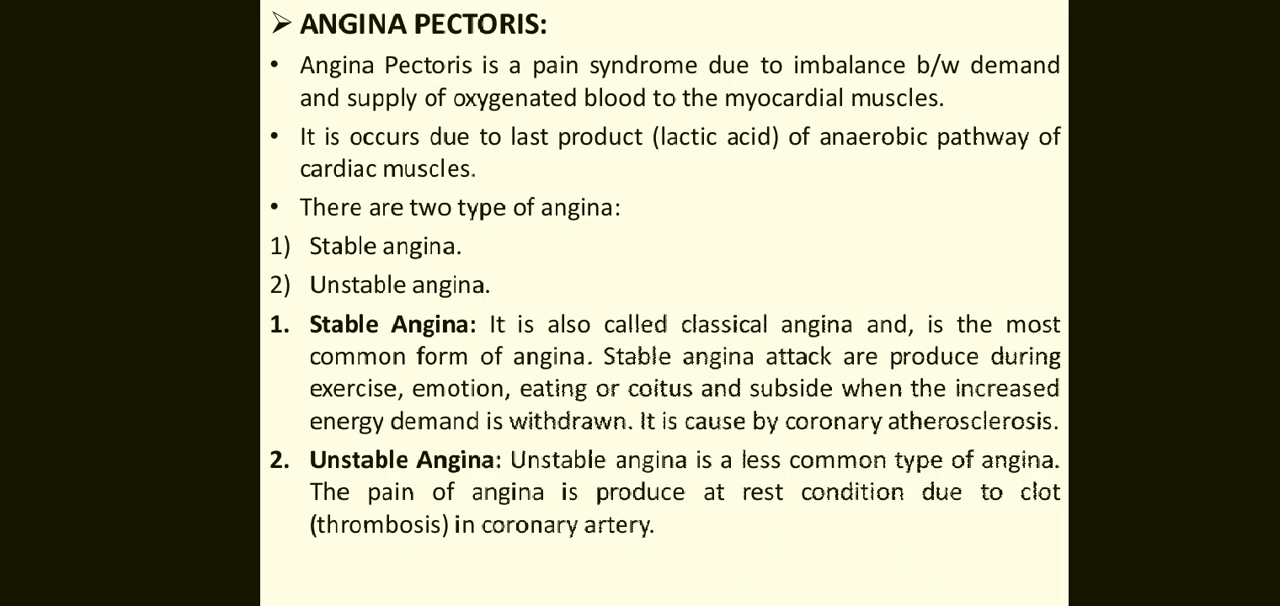 ➢ ANGINA PECTORIS:
• Angina Pectoris is a pain syndrome due to imbalance b/w demand
and supply of oxygenated blood to the myocardial muscles.
• It is occurs due to last product (lactic acid) of anaerobic pathway of
cardiac muscles.
• There are two type of angina:
1) Stable angina.
2) Unstable angina.
1. Stable Angina: It is also called classical angina and, is the most
common form of angina. Stable angina attack are produce during
exercise, emotion, eating or coitus and subside when the increased
energy demand is withdrawn. It is cause by coronary atherosclerosis.
2. Unstable Angina: Unstable angina is a less common type of angina.
The pain of angina is produce at rest condition due to clot
(thrombosis) in coronary artery.